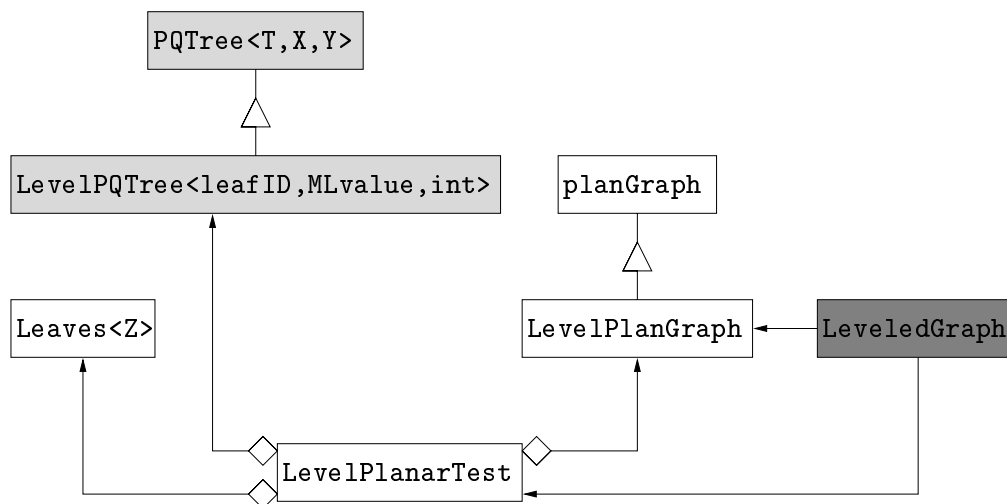 PQTree<T,X,Y>
LevelPQTree<leafID,MLvalue,int>
planGraph
Leaves<Z>
LevelPlanGraph
LeveledGraph
LevelPlanarTest